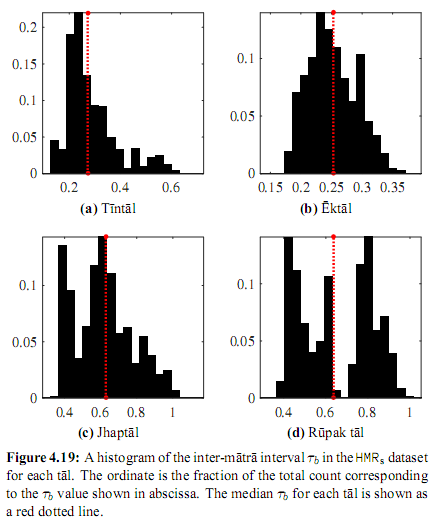 0.2
0.15
0.1
0.05
0
0.2 0.4 0.6
(a) Tīntāl
0.1
0.05
0
0.15 0.2 0.25 0.3 0.35
(b) Ēktāl
0.1
0.05
0
0.4 0.6 0.8 1
(c) Jhaptāl
0.1
0.05
0
0.4 0.6 0.8 1
(d) Rūpak tāl
Figure 4.19: A histogram of the inter-mātrā interval τb in the HMRs dataset
for each tāl. The ordinate is the fraction of the total count corresponding
to the τb value shown in abscissa. The median τb for each tāl is shown as
a red dotted line.